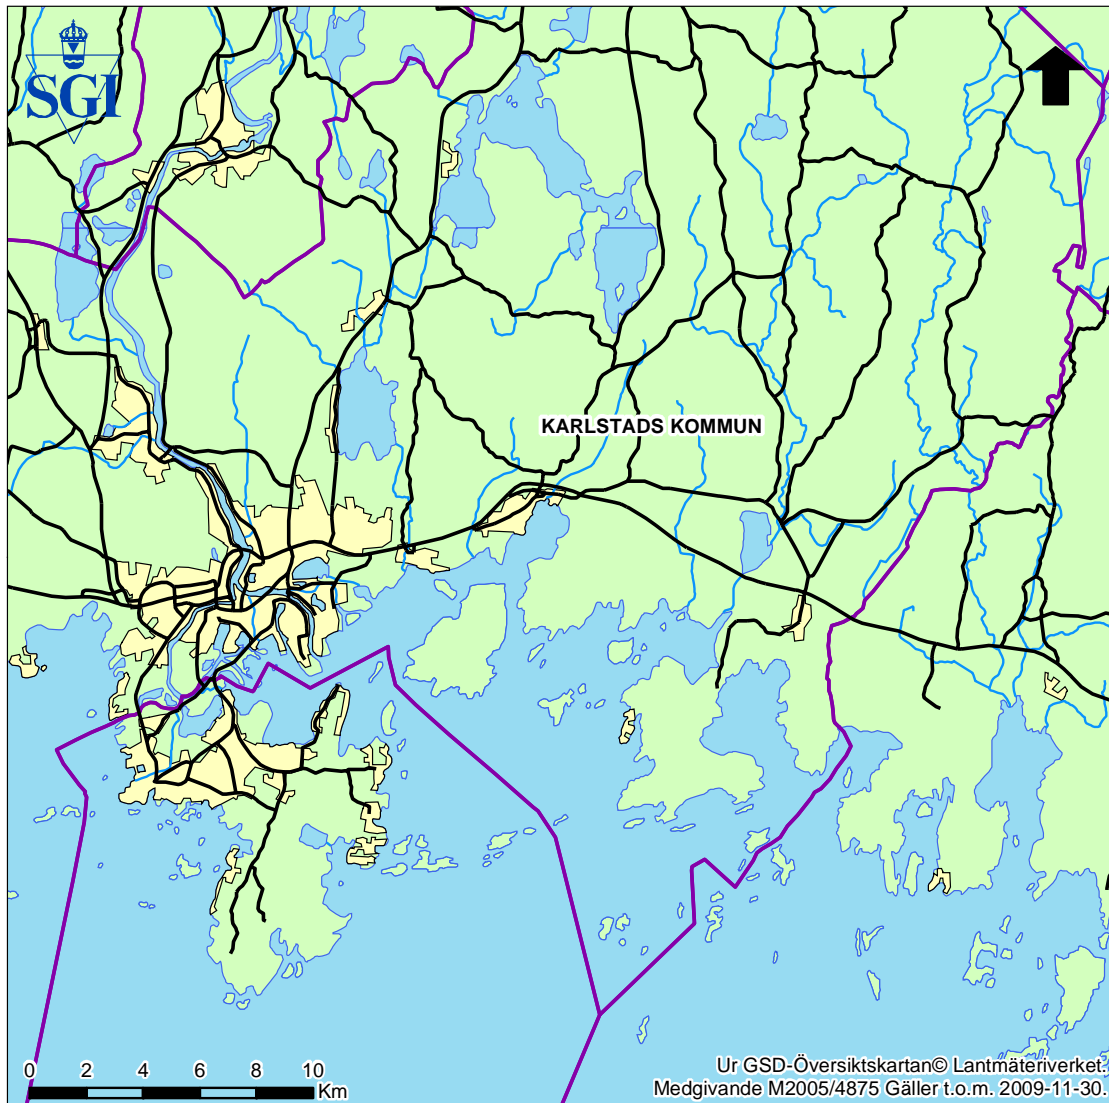 SGI
KARLSTADS KOMMUN
0 2 4 6 8 10
Km
Ur GSD-Översiktskartan© Lantmäteriverket.
Medgivande M2005/4875 Gäller t.o.m. 2009-11-30.